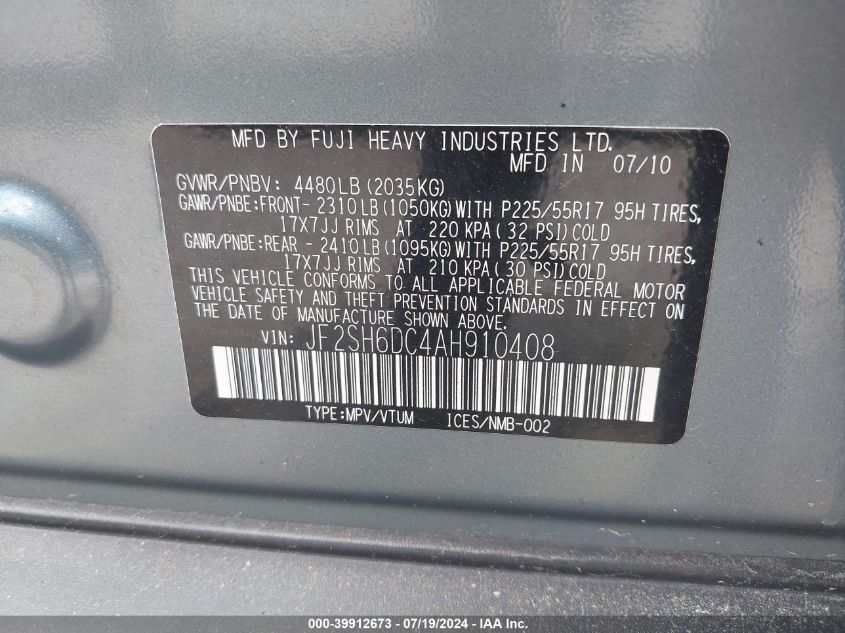 MFD BY FUJI HEAVY INDUSTRIES LTD.
MFD IN 07/10
GVWR/PNBV: 4480LB (2035KG)
GAWR/PNBE:FRONT- 2310LB (1050KG) WITH P225/55R17 95H TIRES,
17X7JJ RIMS AT 220 KPA (32 PSI) COLD
GAWR/PNBE:REAR - 2410LB (1095KG) WITH P225/55R17 95H TIRES,
17X7JJ RIMS AT 210 KPA (30 PSI) COLD
THIS VEHICLE CONFORMS TO ALL APPLICABLE FEDERAL MOTOR
VEHICLE SAFETY AND THEFT PREVENTION STANDARDS IN EFFECT ON
THE DATE OF MANUFACTURE SHOWN ABOVE.
VIN: JF2SH6DC4AH910408
TYPE:MPV/VTUM ICES/NMB-002
000-39912673 - 07/19/2024 - IAA Inc.